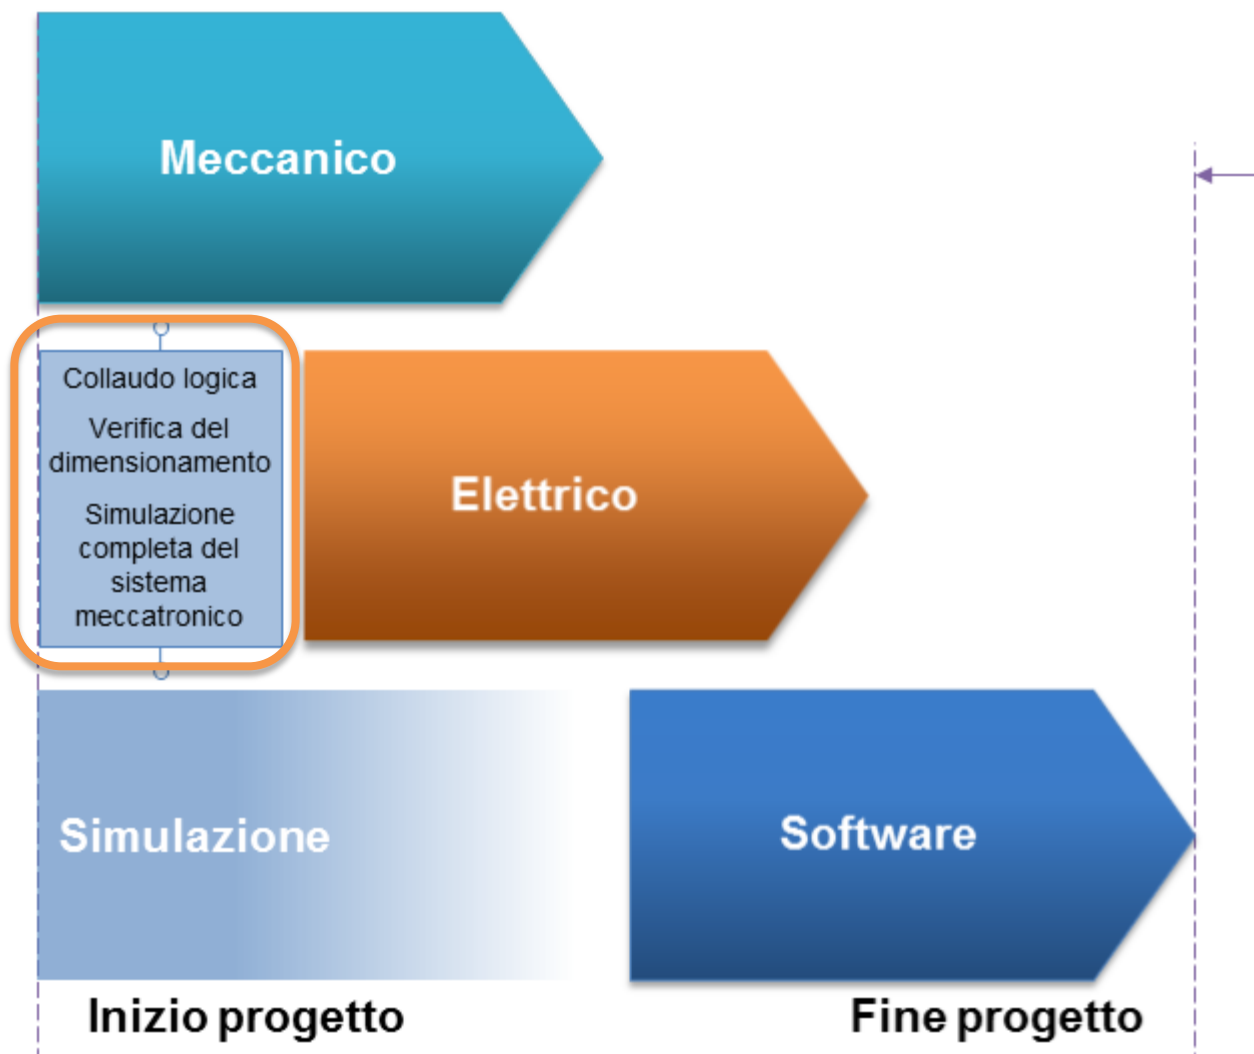 Meccanico
Collaudo logica
Verifica del
dimensionamento
Simulazione
completa del
sistema
meccatronico
Elettrico
Simulazione
Software
Inizio progetto
Fine progetto